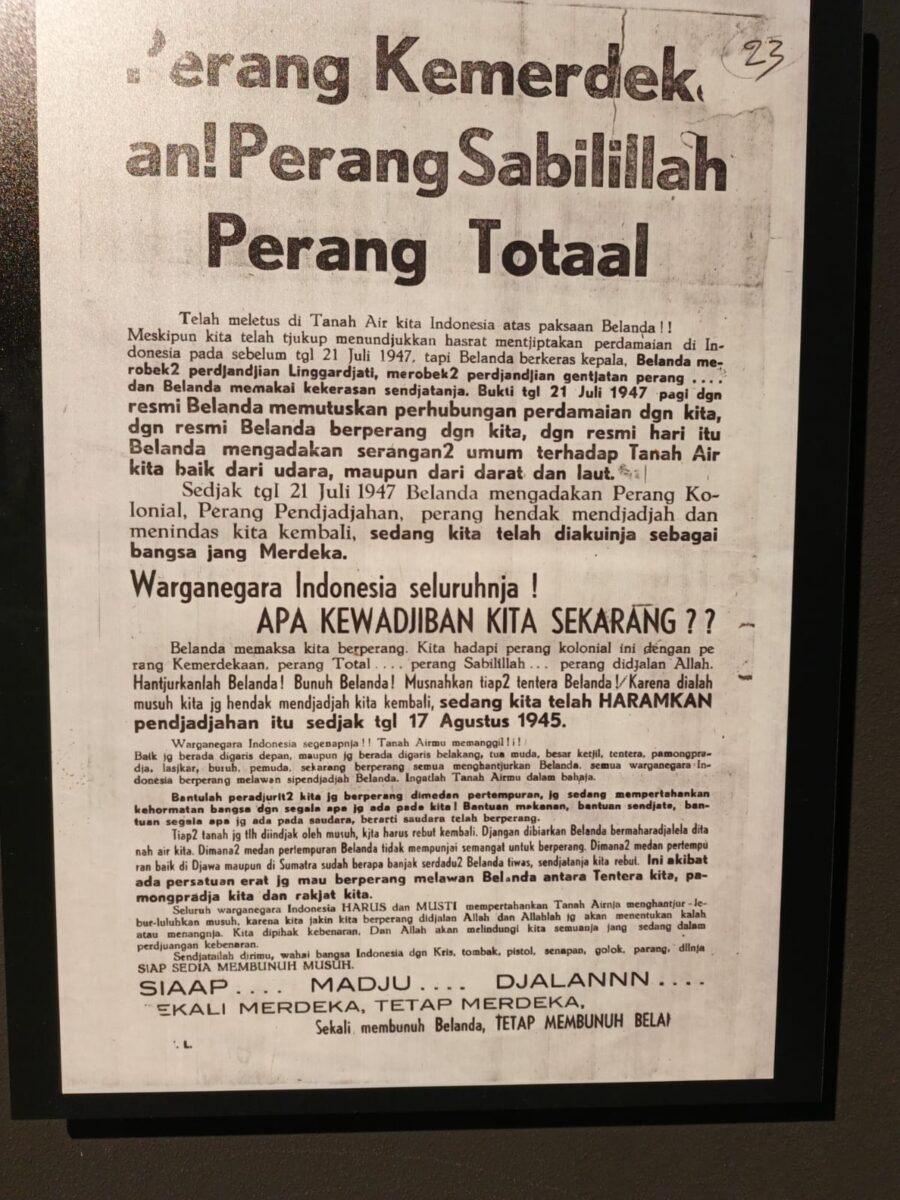 Perang Kemerdeka
23
an! Perang Sabilillah
Perang Totaal
Telah meletus di Tanah Air kita Indonesia atas paksaan Belanda!!
Meskipun kita telah tjukup menundjukkan hasrat mentjiptakan perdamaian di In-
donesia pada sebelum tgl 21 Juli 1947, tapi Belanda berkeras kepala, Belanda me-
robek2 perdjandjian Linggardjati, merobek2 perdjandjian gentjatan perang ....
dan Belanda memakai kekerasan sendjatanja. Bukti tgl 21 Juli 1947 pagi dgn
resmi Belanda memutuskan perhubungan perdamaian dgn kita,
dgn resmi Belanda berperang dgn kita, dgn resmi hari itu
Belanda mengadakan serangan2 umum terhadap Tanah Air
kita baik dari udara, maupun dari darat dan laut.
Sedjak tgl 21 Juli 1947 Belanda mengadakan Perang Ko-
lonial, Perang Pendjadjahan, perang hendak mendjadjah dan
menindas kita kembali, sedang kita telah diakuinja sebagai
bangsa jang Merdeka.
Warganegara Indonesia seluruhnja !
APA KEWADJIBAN KITA SEKARANG ? ?
Belanda memaksa kita berperang. Kita hadapi perang kolonial ini dengan pe
rang Kemerdekaan, perang Total .... perang Sabilillah ... perang didjalan Allah.
Hantjurkanlah Belanda! Bunuh Belanda! Musnahkan tiap2 tentera Belanda! Karena dialah
musuh kita jg hendak mendjadjah kita kembali, sedang kita telah HARAMKAN
pendjadjahan itu sedjak tgl 17 Agustus 1945.
Warganegara Indonesia segenapnja !! Tanah Airmu memanggil!!!
Baik jg berada digaris depan, maupun jg berada digaris belakang, tua muda, besar ketjil, tentera, pamongpra-
dja, lasjkar, buruh, pemuda, sekarang berperang semua menghantjurkan Belanda, semua warganegara In-
donesia berperang melawan sipendjadjah Belanda. Ingatlah Tanah Airmu dalam bahaja.
Bantulah peradjurit2 kita jg berperang dimedan pertempuran, jg sedang mempertahankan
kehormatan bangsa dgn segala apa jg ada pada kita! Bantuan makanan, bantuan sendjata, ban-
tuan segala apa jg ada pada saudara, berarti saudara telah berperang.
Tiap2 tanah jg tlh diindjak oleh musuh, kjta harus rebut kembali. Djangan dibiarkan Belanda bermaharadjalela dita
nah air kita. Dimana2 medan pertempuran Belanda tidak mempunjai semangat untuk berperang. Dimana2 medan pertempu
ran baik di Djawa maupun di Sumatra sudah berapa banjak serdadu2 Belanda tiwas, sendjatanja kita rebut. Ini akibat
ada persatuan erat jg mau berperang melawan Belanda antara Tentera kita, pa-
mongpradja kita dan rakjat kita.
Seluruh warganegara Indonesia HARUS dan MUSTI mempertahankan Tanah Airnja menghantjur-le-
bur-luluhkan musuh, karena kita jakin kita berperang didjalan Allah dan Allahlah jg akan menentukan kalah
atau menangnja. Kita dipihak kebenaran. Dan Allah akan melindungi kita semuanja jang sedang dalam
perdjuangan kebenaran.
Sendjatailah dirimu, wahai bangsa Indonesia dgn Kris, tombak, pistol, senapan, golok, parang, dllnja
SIAP SEDIA MEMBUNUH MUSUH.
SIAAP .... MADJU .... DJALANNN ....
SEKALI MERDEKA, TETAP MERDEKA,
Sekali membunuh Belanda, TETAP MEMBUNUH BELA
L.